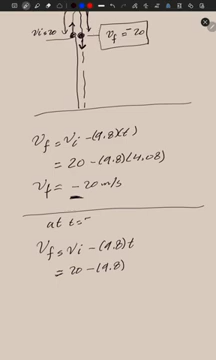 vi=20
vf = -20
vf = vi -(9.8)(t)
= 20 -(9.8)(4.08)
vf = -20 m/s
at t=
vf = vi -(9.8)t
= 20 -(9.8)